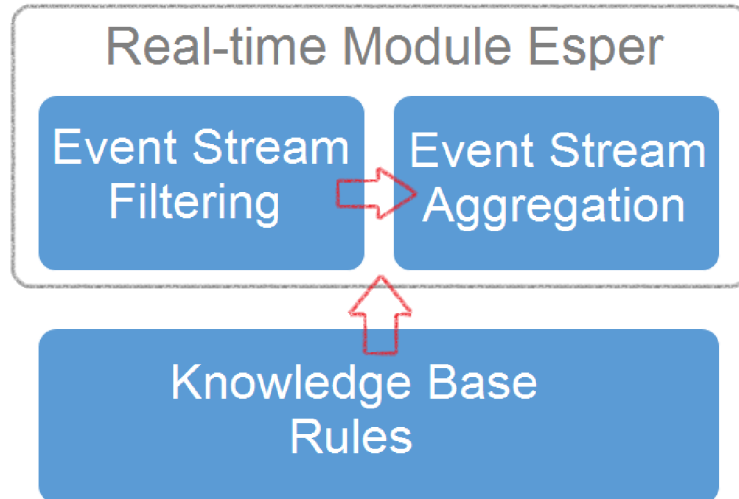 Real-time Module Esper
Event Stream
Filtering
Event Stream
Aggregation
Knowledge Base
Rules